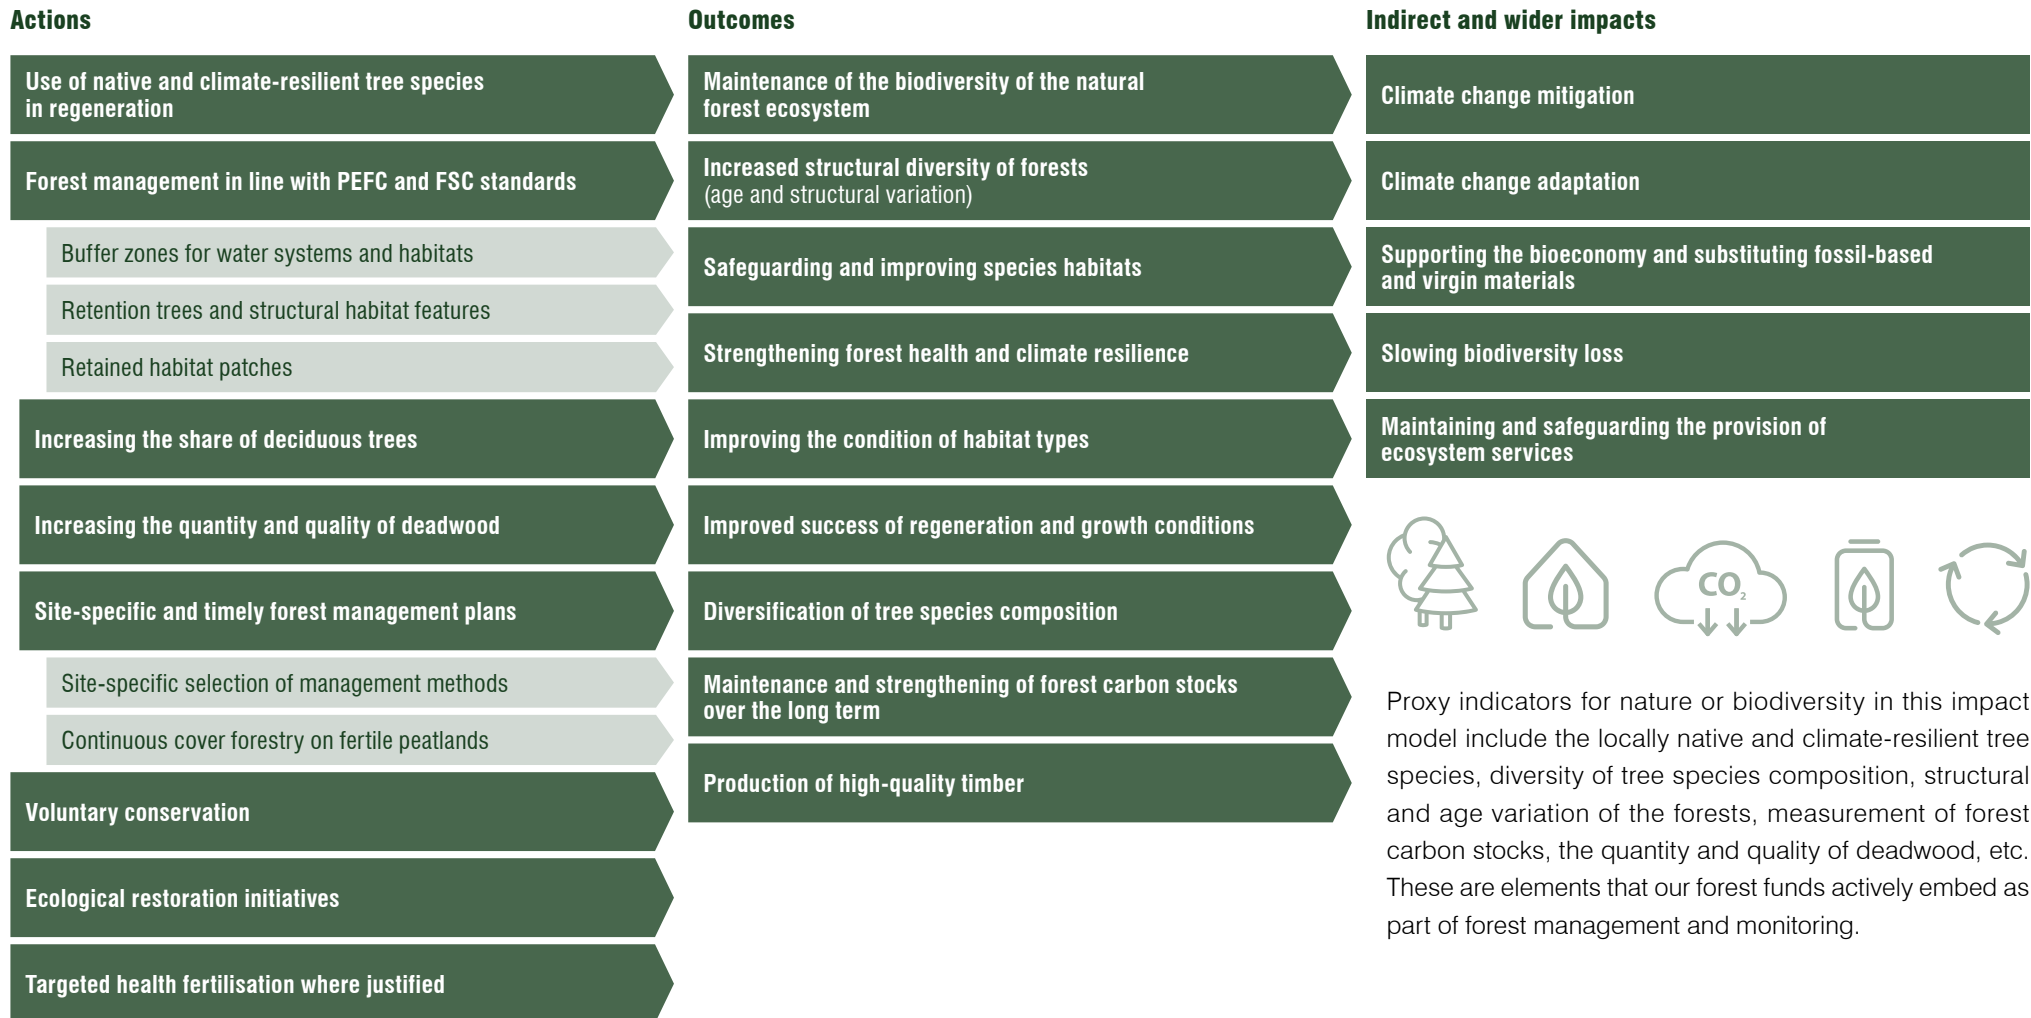 Actions
Use of native and climate-resilient tree species
in regeneration
Forest management in line with PEFC and FSC standards
Buffer zones for water systems and habitats
Retention trees and structural habitat features
Retained habitat patches
Increasing the share of deciduous trees
Increasing the quantity and quality of deadwood
Site-specific and timely forest management plans
Site-specific selection of management methods
Continuous cover forestry on fertile peatlands
Voluntary conservation
Ecological restoration initiatives
Targeted health fertilisation where justified
Outcomes
Maintenance of the biodiversity of the natural
forest ecosystem
Increased structural diversity of forests
(age and structural variation)
Safeguarding and improving species habitats
Strengthening forest health and climate resilience
Improving the condition of habitat types
Improved success of regeneration and growth conditions
Diversification of tree species composition
Maintenance and strengthening of forest carbon stocks
over the long term
Production of high-quality timber
Indirect and wider impacts
Climate change mitigation
Climate change adaptation
Supporting the bioeconomy and substituting fossil-based
and virgin materials
Slowing biodiversity loss
Maintaining and safeguarding the provision of
ecosystem services
CO₂
Proxy indicators for nature or biodiversity in this impact
model include the locally native and climate-resilient tree
species, diversity of tree species composition, structural
and age variation of the forests, measurement of forest
carbon stocks, the quantity and quality of deadwood, etc.
These are elements that our forest funds actively embed as
part of forest management and monitoring.